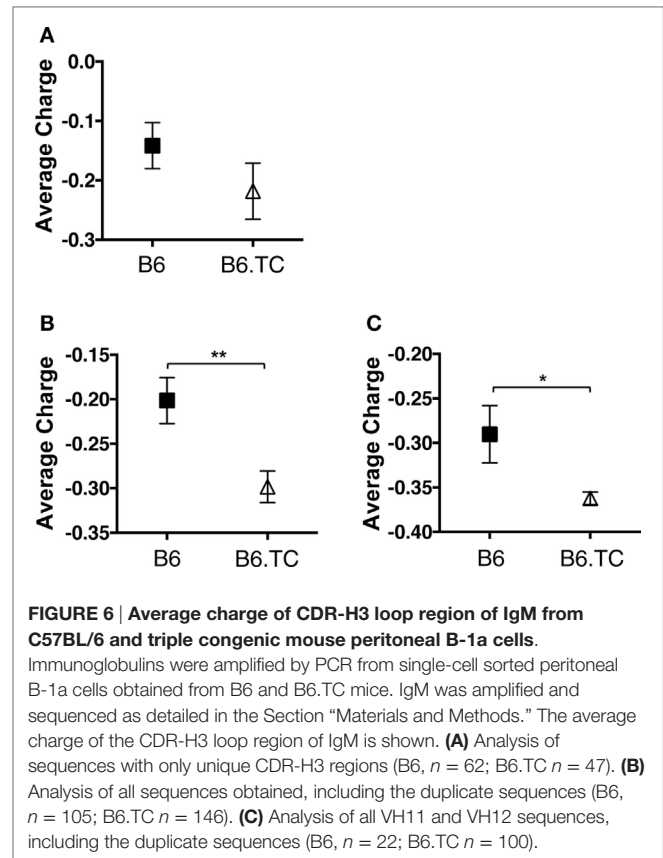 A
0.0
-0.1
-0.2
-0.3
Average Charge
B6 B6.TC
B
-0.15
-0.20
-0.25
-0.30
-0.35
Average Charge
**
B6 B6.TC
C
-0.20
-0.25
-0.30
-0.35
-0.40
Average Charge
*
B6 B6.TC
FIGURE 6 | Average charge of CDR-H3 loop region of IgM from
C57BL/6 and triple congenic mouse peritoneal B-1a cells.
Immunoglobulins were amplified by PCR from single-cell sorted peritoneal
B-1a cells obtained from B6 and B6.TC mice. IgM was amplified and
sequenced as detailed in the Section “Materials and Methods.” The average
charge of the CDR-H3 loop region of IgM is shown. (A) Analysis of
sequences with only unique CDR-H3 regions (B6, n = 62; B6.TC n = 47). (B)
Analysis of all sequences obtained, including the duplicate sequences (B6,
n = 105; B6.TC n = 146). (C) Analysis of all VH11 and VH12 sequences,
including the duplicate sequences (B6, n = 22; B6.TC n = 100).